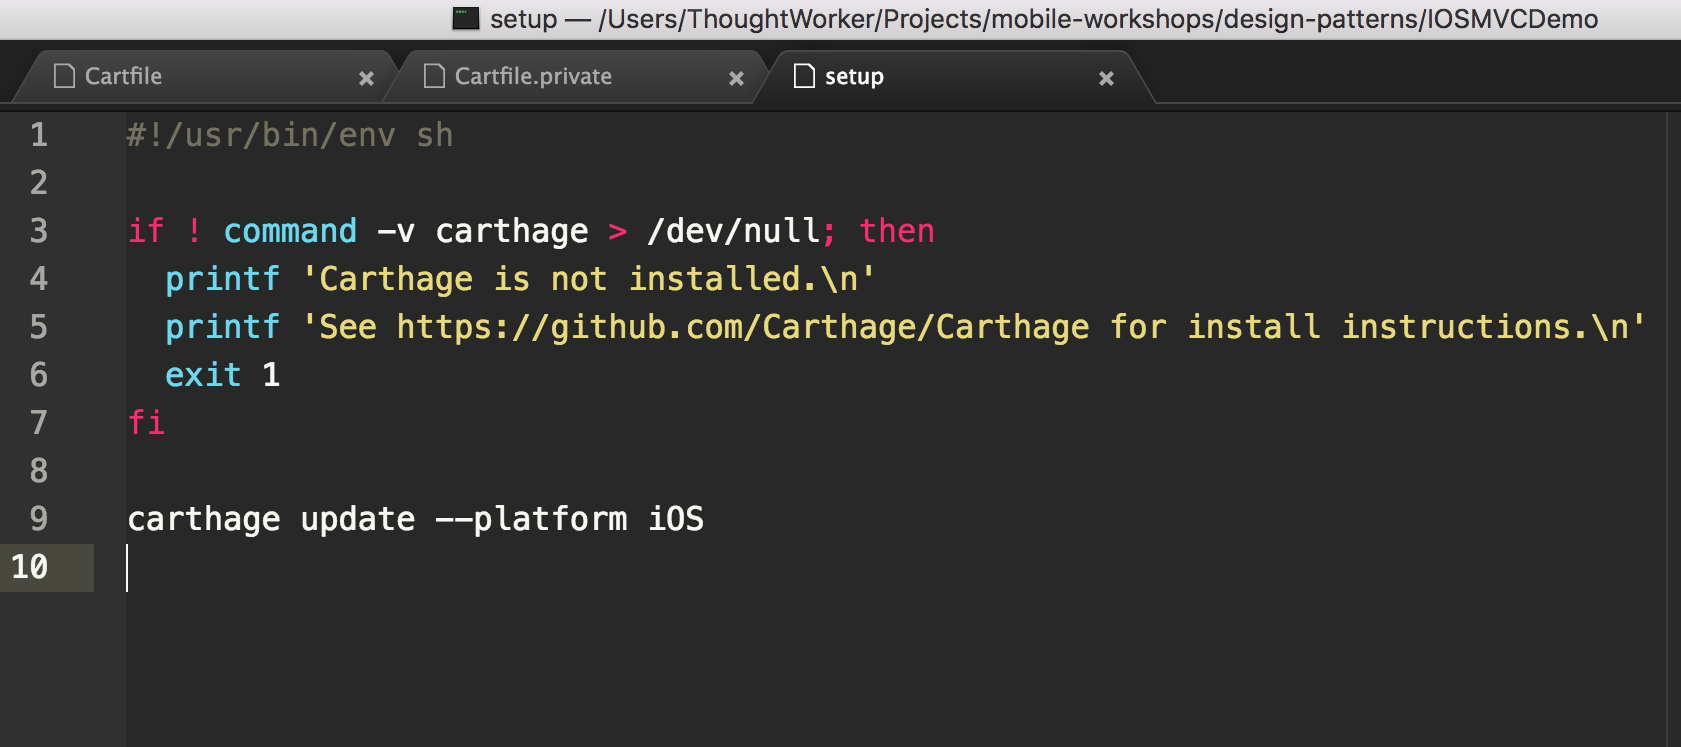 setup — /Users/ThoughtWorker/Projects/mobile-workshops/design-patterns/IOSMVCDemo
Cartfile × Cartfile.private × setup ×
1 #!/usr/bin/env sh
2
3 if ! command -v carthage > /dev/null; then
4   printf 'Carthage is not installed.\n'
5   printf 'See https://github.com/Carthage/Carthage for install instructions.\n'
6   exit 1
7 fi
8
9 carthage update --platform iOS
10